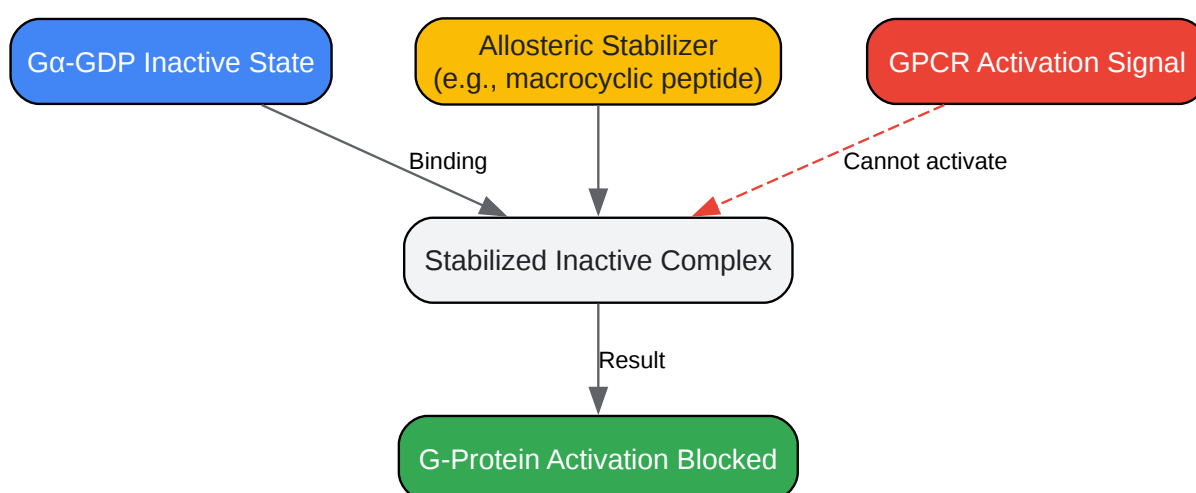 Gα-GDP Inactive State
Allosteric Stabilizer
(e.g., macrocyclic peptide)
GPCR Activation Signal
Binding
Cannot activate
Stabilized Inactive Complex
Result
G-Protein Activation Blocked